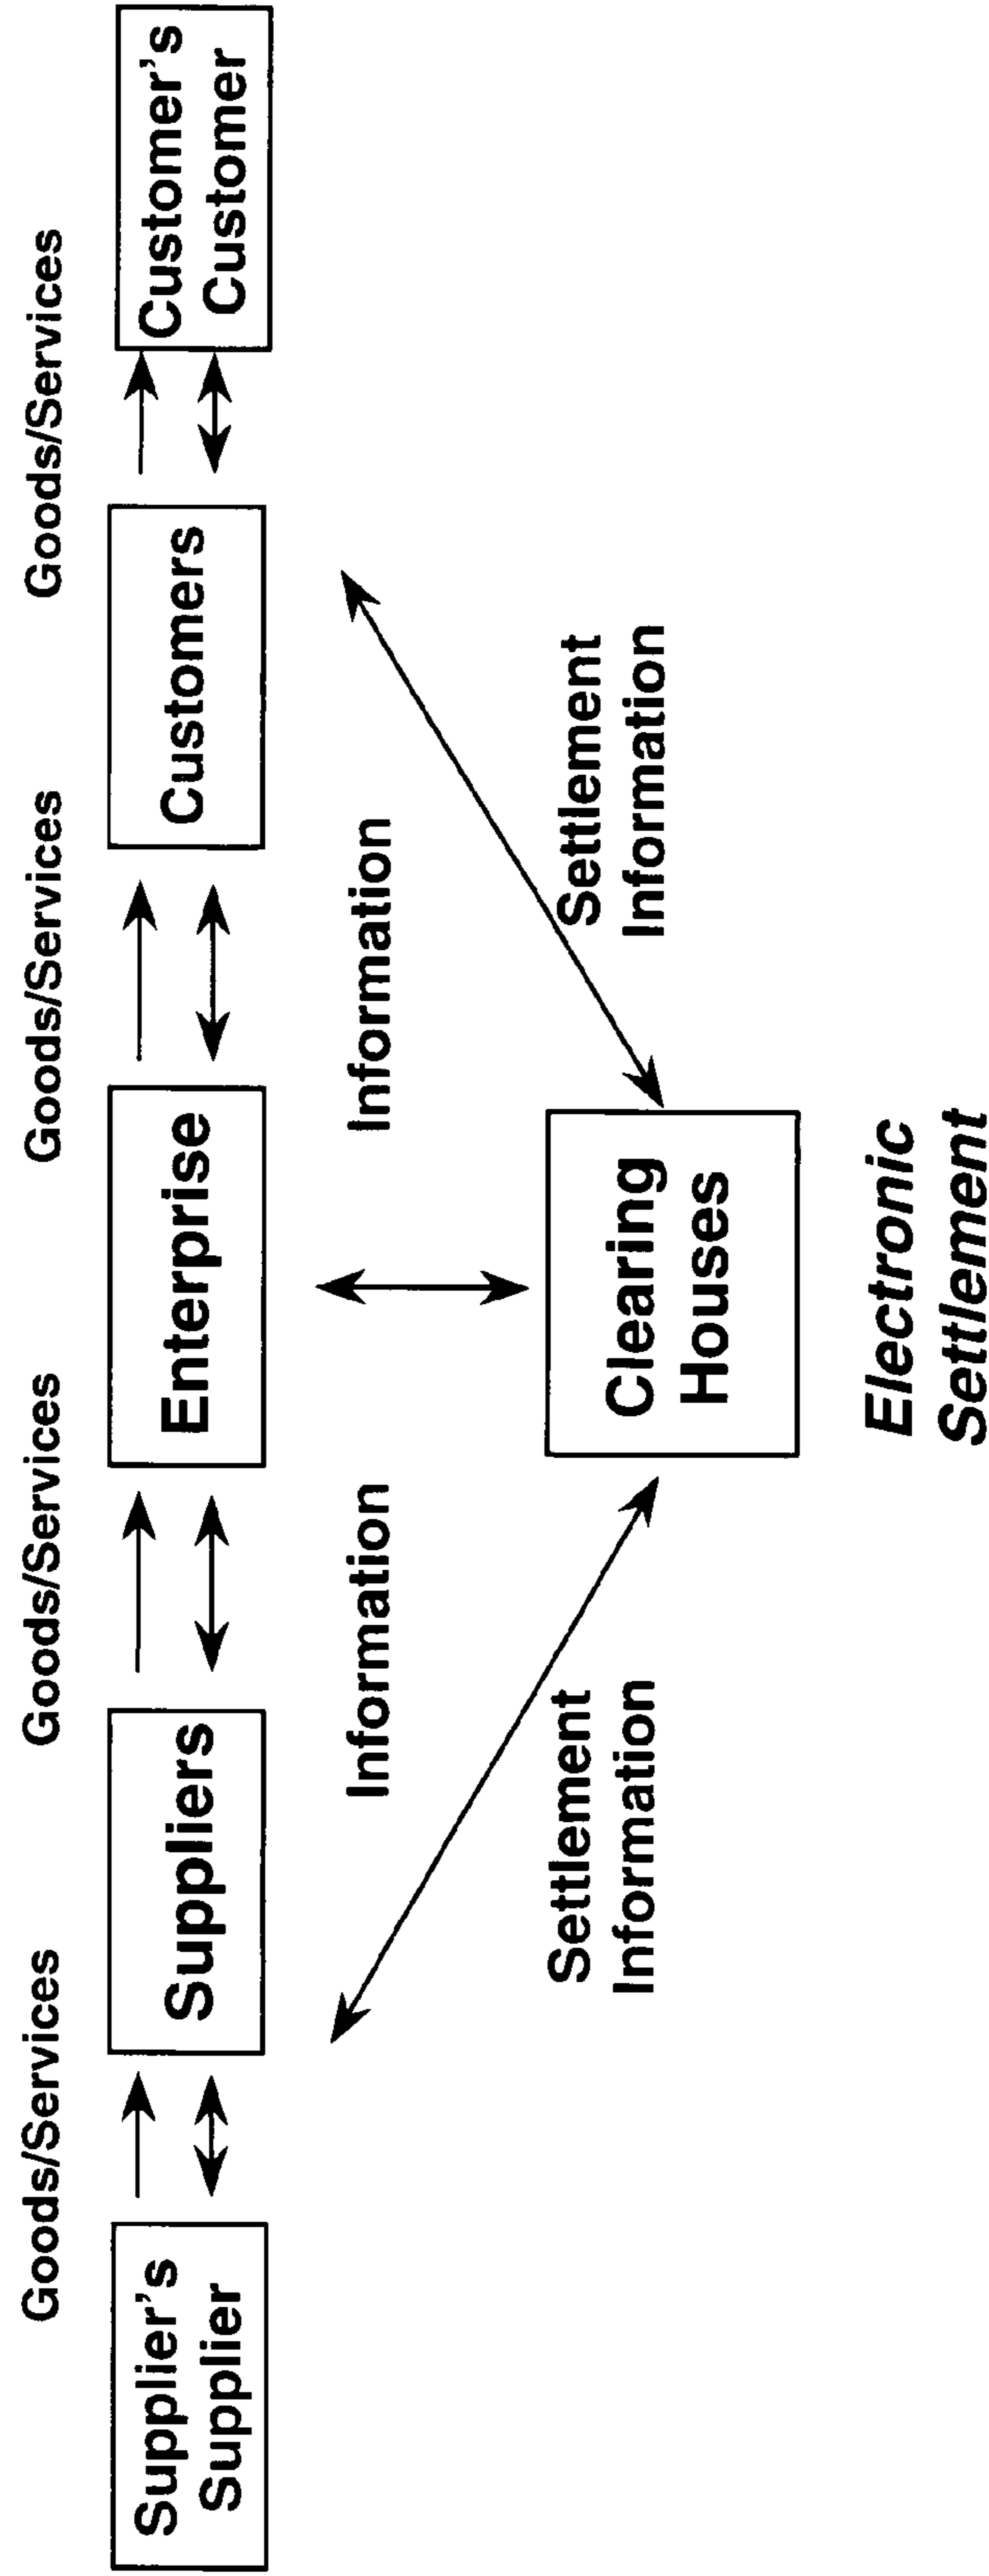 Goods/Services
Goods/Services
Goods/Services
Goods/Services
Supplier's
Supplier
Suppliers
Enterprise
Customers
Customer's
Customer
Information
Information
Settlement
Information
Clearing
Houses
Settlement
Information
Electronic
Settlement